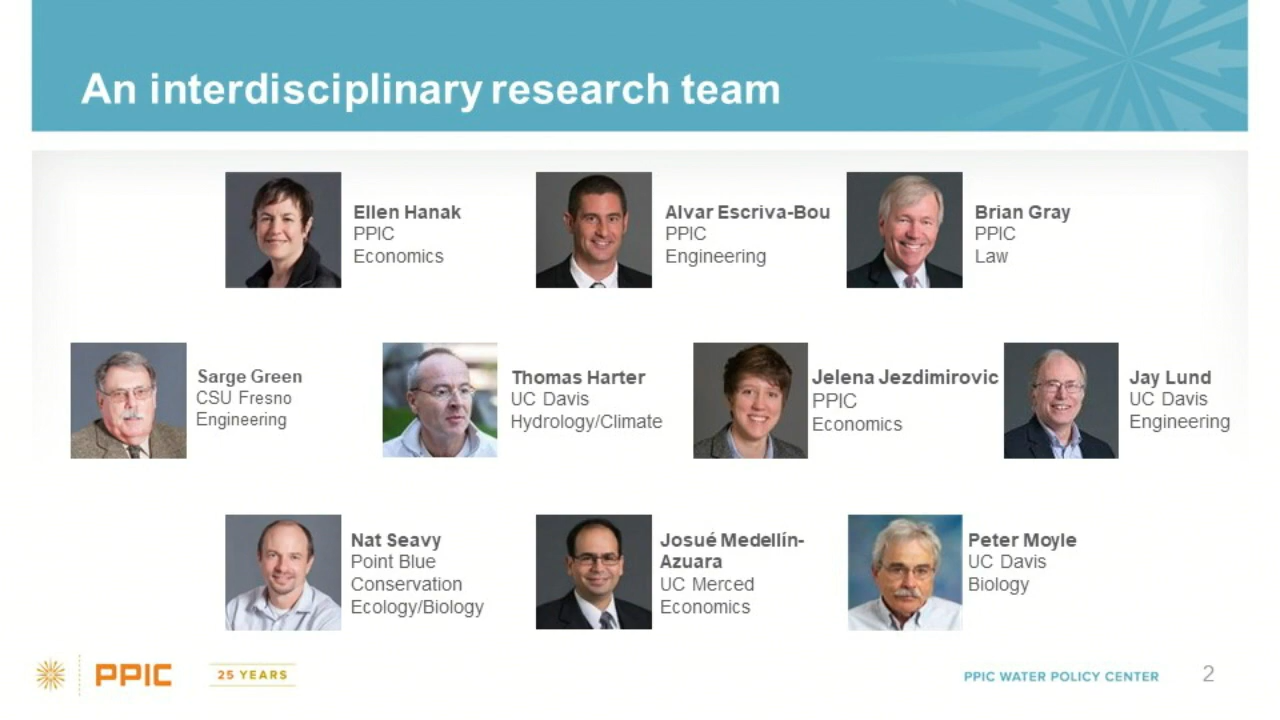 An interdisciplinary research team
Ellen Hanak
PPIC
Economics
Alvar Escriva-Bou
PPIC
Engineering
Brian Gray
PPIC
Law
Sarge Green
CSU Fresno
Engineering
Thomas Harter
UC Davis
Hydrology/Climate
Jelena Jezdimirovic
PPIC
Economics
Jay Lund
UC Davis
Engineering
Nat Seavy
Point Blue
Conservation
Ecology/Biology
Josué Medellín-
Azuara
UC Merced
Economics
Peter Moyle
UC Davis
Biology
PPIC
25 YEARS
PPIC WATER POLICY CENTER
2